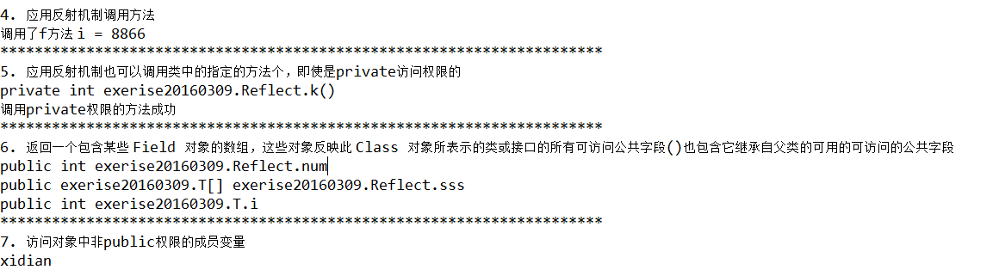 4. 应用反射机制调用方法
调用了f方法 i = 8866
**********************************************************************
5. 应用反射机制也可以调用类中的指定的方法个，即使是private访问权限的
private int exerise20160309.Reflect.k()
调用private权限的方法成功
**********************************************************************
6. 返回一个包含某些 Field 对象的数组，这些对象反映此 Class 对象所表示的类或接口的所有可访问公共字段()也包含它继承自父类的可用的可访问的公共字段
public int exerise20160309.Reflect.num
public exerise20160309.T[] exerise20160309.Reflect.sss
public int exerise20160309.T.i
**********************************************************************
7. 访问对象中非public权限的成员变量
xidian